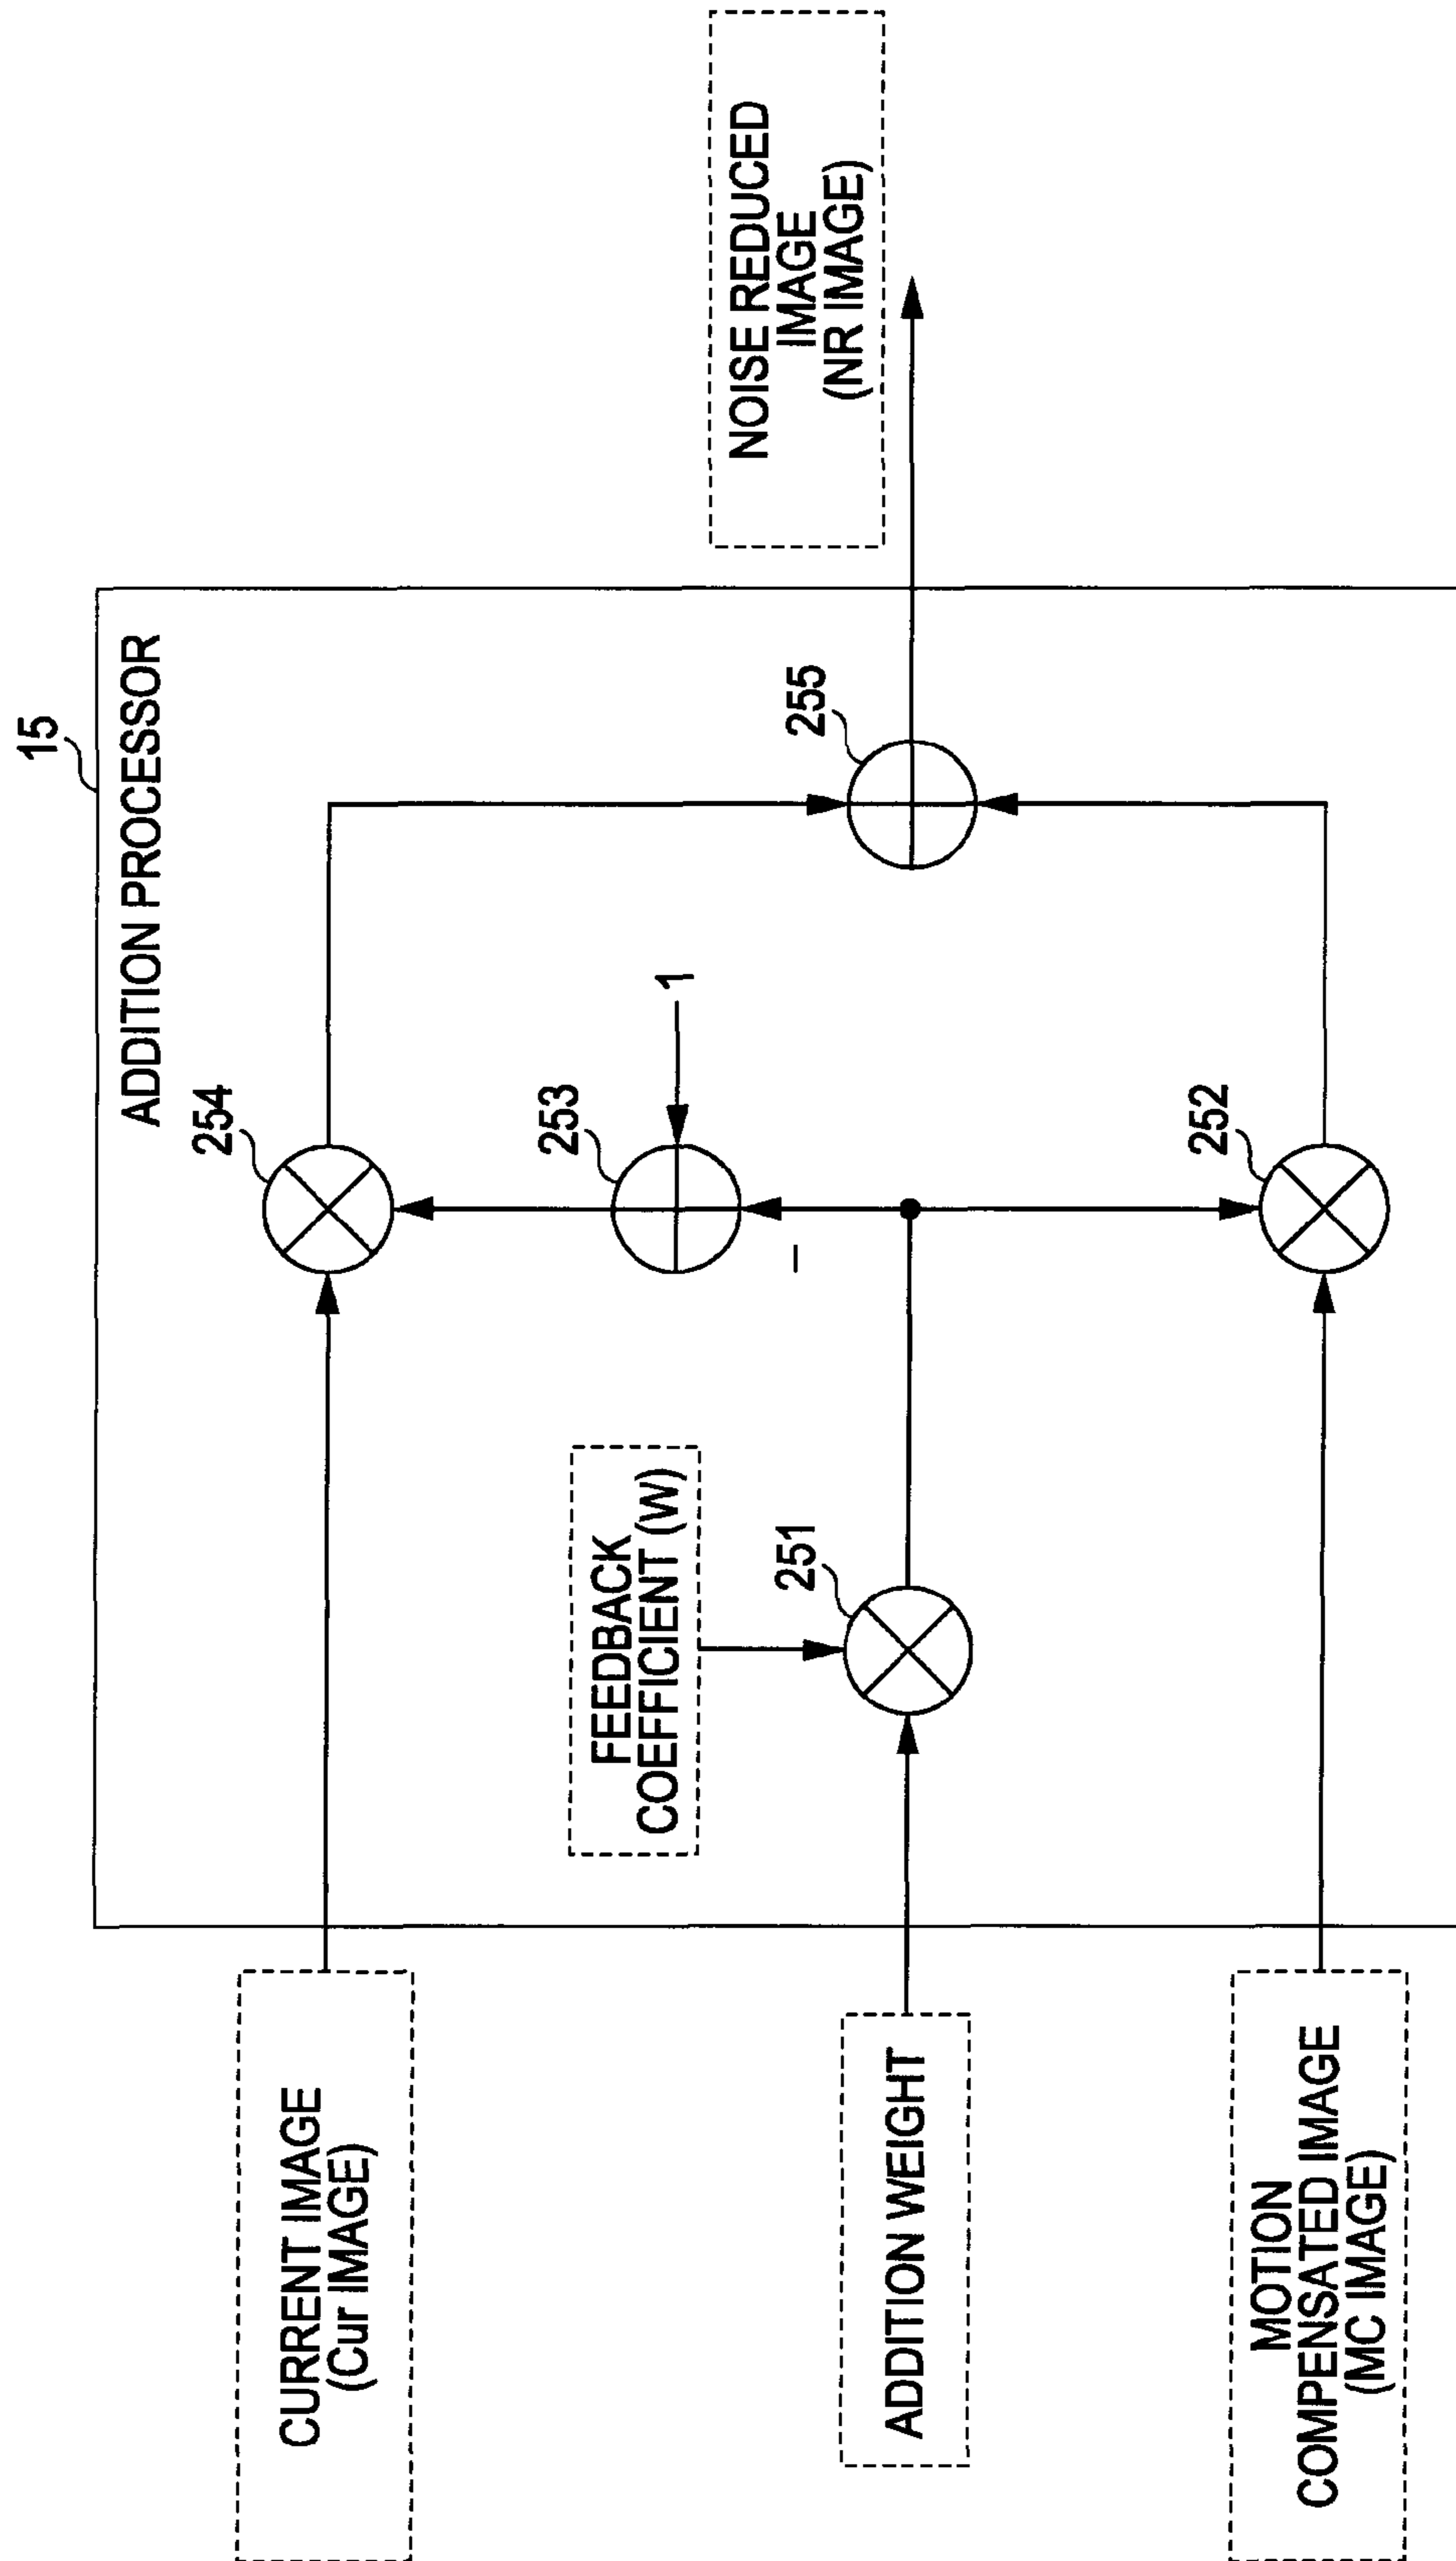 15
ADDITION PROCESSOR
CURRENT IMAGE
(Cur IMAGE)
254
FEEDBACK
COEFFICIENT (W)
253
1
NOISE REDUCED
IMAGE
(NR IMAGE)
ADDITION WEIGHT
251
−
255
MOTION
COMPENSATED IMAGE
(MC IMAGE)
252